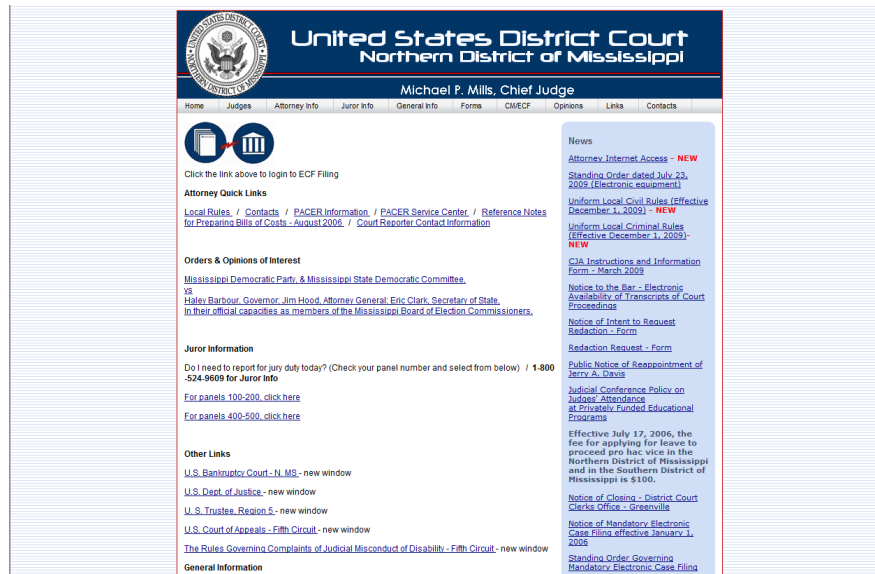 United States District Court
Northern District of Mississippi
Michael P. Mills, Chief Judge
Home Judges Attorney Info Juror Info General Info Forms CM/ECF Opinions Links Contacts
Click the link above to login to ECF Filing
Attorney Quick Links
Local Rules / Contacts / PACER Information / PACER Service Center / Reference Notes
for Preparing Bills of Costs - August 2006 / Court Reporter Contact Information
Orders & Opinions of Interest
Mississippi Democratic Party, & Mississippi State Democratic Committee,
vs
Haley Barbour, Governor; Jim Hood, Attorney General; Eric Clark, Secretary of State,
In their official capacities as members of the Mississippi Board of Election Commissioners,
Juror Information
Do I need to report for jury duty today? (Check your panel number and select from below) / 1-800
-524-9609 for Juror Info
For panels 100-200, click here
For panels 400-500, click here
Other Links
U.S. Bankruptcy Court - N. MS - new window
U.S. Dept. of Justice - new window
U. S. Trustee, Region 5 - new window
U.S. Court of Appeals - Fifth Circuit - new window
The Rules Governing Complaints of Judicial Misconduct of Disability - Fifth Circuit - new window
General Information
News
Attorney Internet Access - NEW
Standing Order dated July 23,
2009 (Electronic equipment)
Uniform Local Civil Rules (Effective
December 1, 2009) - NEW
Uniform Local Criminal Rules
(Effective December 1, 2009)-
NEW
CJA Instructions and Information
Form - March 2009
Notice to the Bar - Electronic
Availability of Transcripts of Court
Proceedings
Notice of Intent to Request
Redaction - Form
Redaction Request - Form
Public Notice of Reappointment of
Jerry A. Davis
Judicial Conference Policy on
Judges' Attendance
at Privately Funded Educational
Programs
Effective July 17, 2006, the
fee for applying for leave to
proceed pro hac vice in the
Northern District of Mississippi
and in the Southern District of
Mississippi is $100.
Notice of Closing - District Court
Clerks Office - Greenville
Notice of Mandatory Electronic
Case Filing effective January 1,
2006
Standing Order Governing
Mandatory Electronic Case Filing